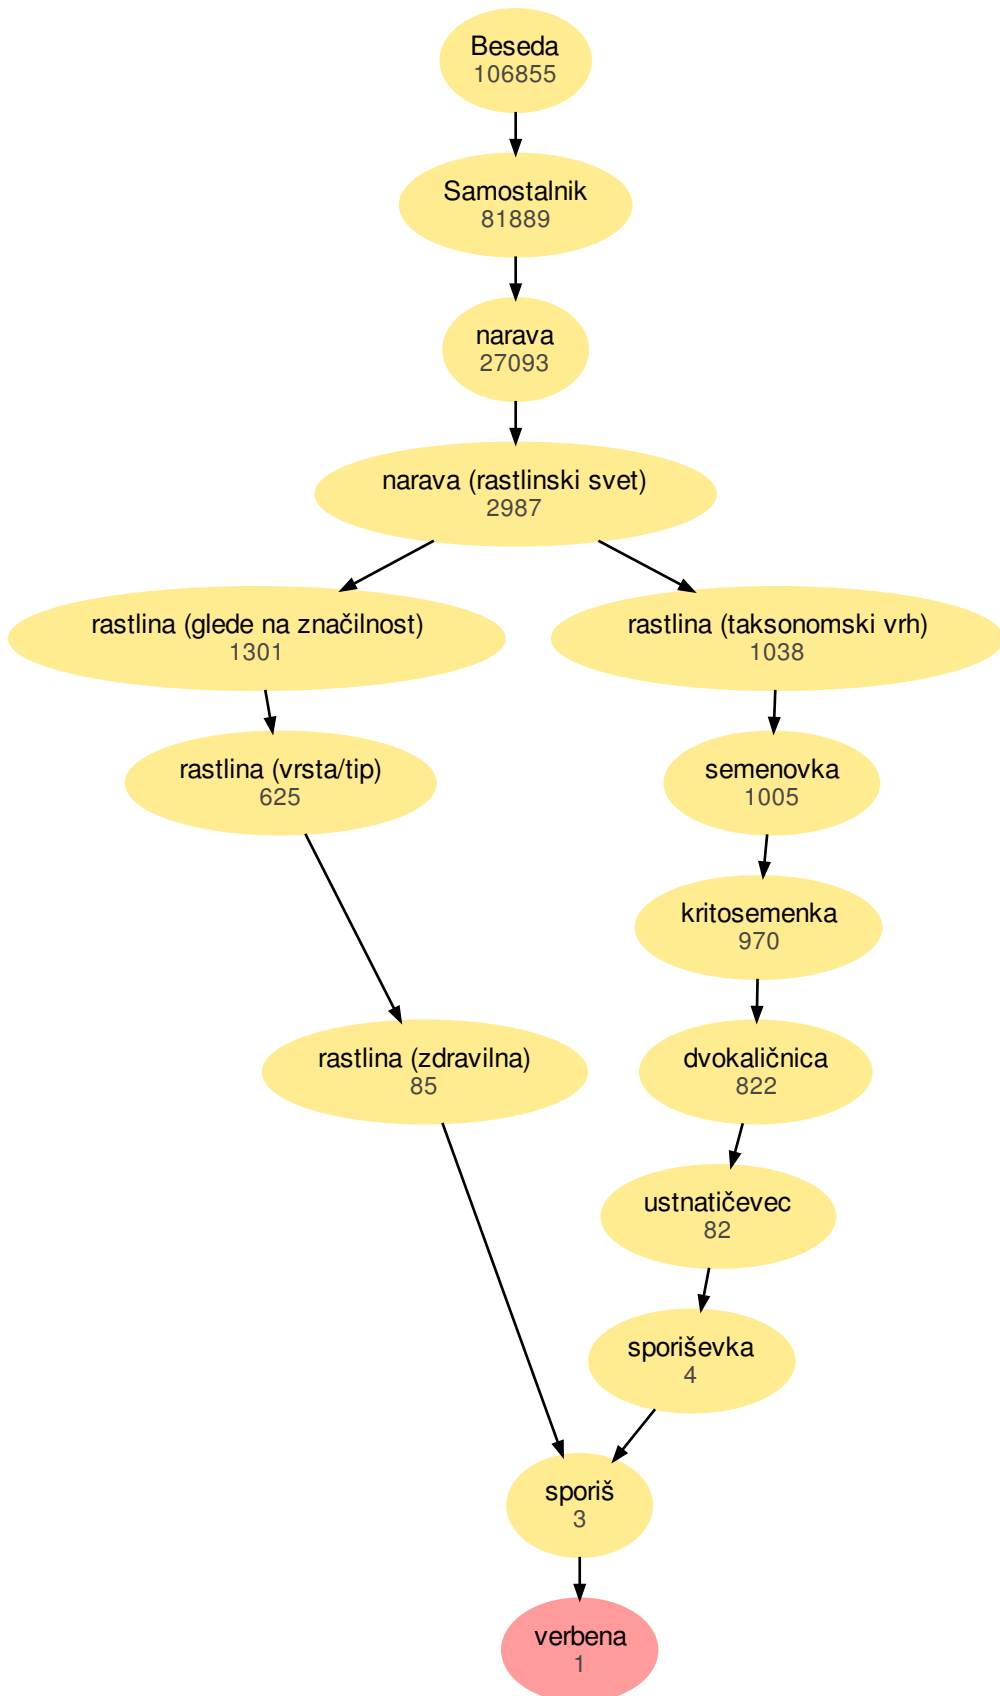 Beseda
106855
Samostalnik
81889
narava
27093
narava (rastlinski svet)
2987
rastlina (glede na značilnost)
1301
rastlina (taksonomski vrh)
1038
rastlina (vrsta/tip)
625
semenovka
1005
kritosemenka
970
rastlina (zdravilna)
85
dvokaličnica
822
ustnatičevec
82
sporiševka
4
sporiš
3
verbena
1